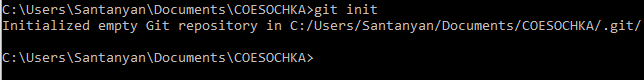 C:\Users\Santanyan\Documents\COESOCHKA>git init
Initialized empty Git repository in C:/Users/Santanyan/Documents/COESOCHKA/.git/
C:\Users\Santanyan\Documents\COESOCHKA>